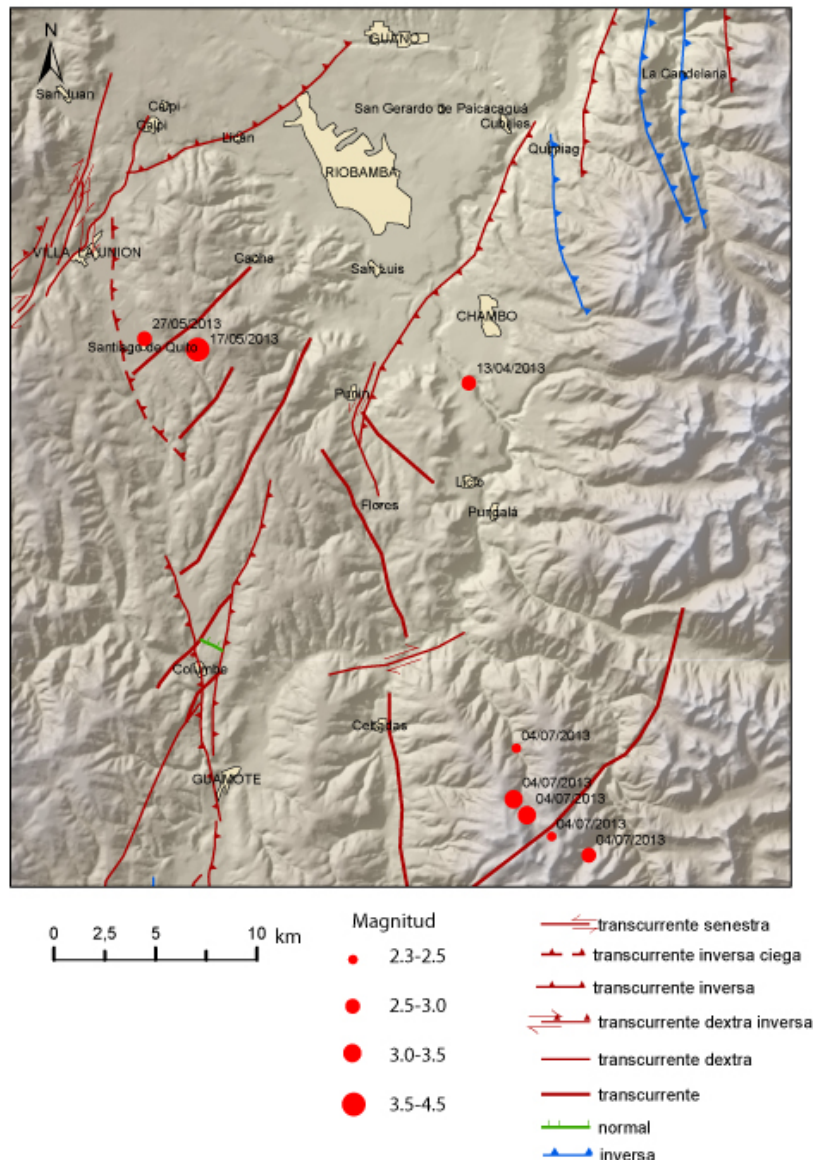 N
GUANO
San Juan
La Candelaria
Calpi
Calpi
San Gerardo de Paicacaguá
Cubijíes
Licán
Quimiag
RIOBAMBA
VILLA LA UNION
Cacha
San Luis
CHAMBO
27/05/2013
17/05/2013
Santiago de Quito
13/04/2013
Punín
Licto
Flores
Pungalá
Columbe
Cebadas
04/07/2013
GUAMOTE
04/07/2013
04/07/2013
04/07/2013
04/07/2013
0 2,5 5 10 km
Magnitud
2.3-2.5
2.5-3.0
3.0-3.5
3.5-4.5
transcurrente senestra
transcurrente inversa ciega
transcurrente inversa
transcurrente dextra inversa
transcurrente dextra
transcurrente
normal
inversa